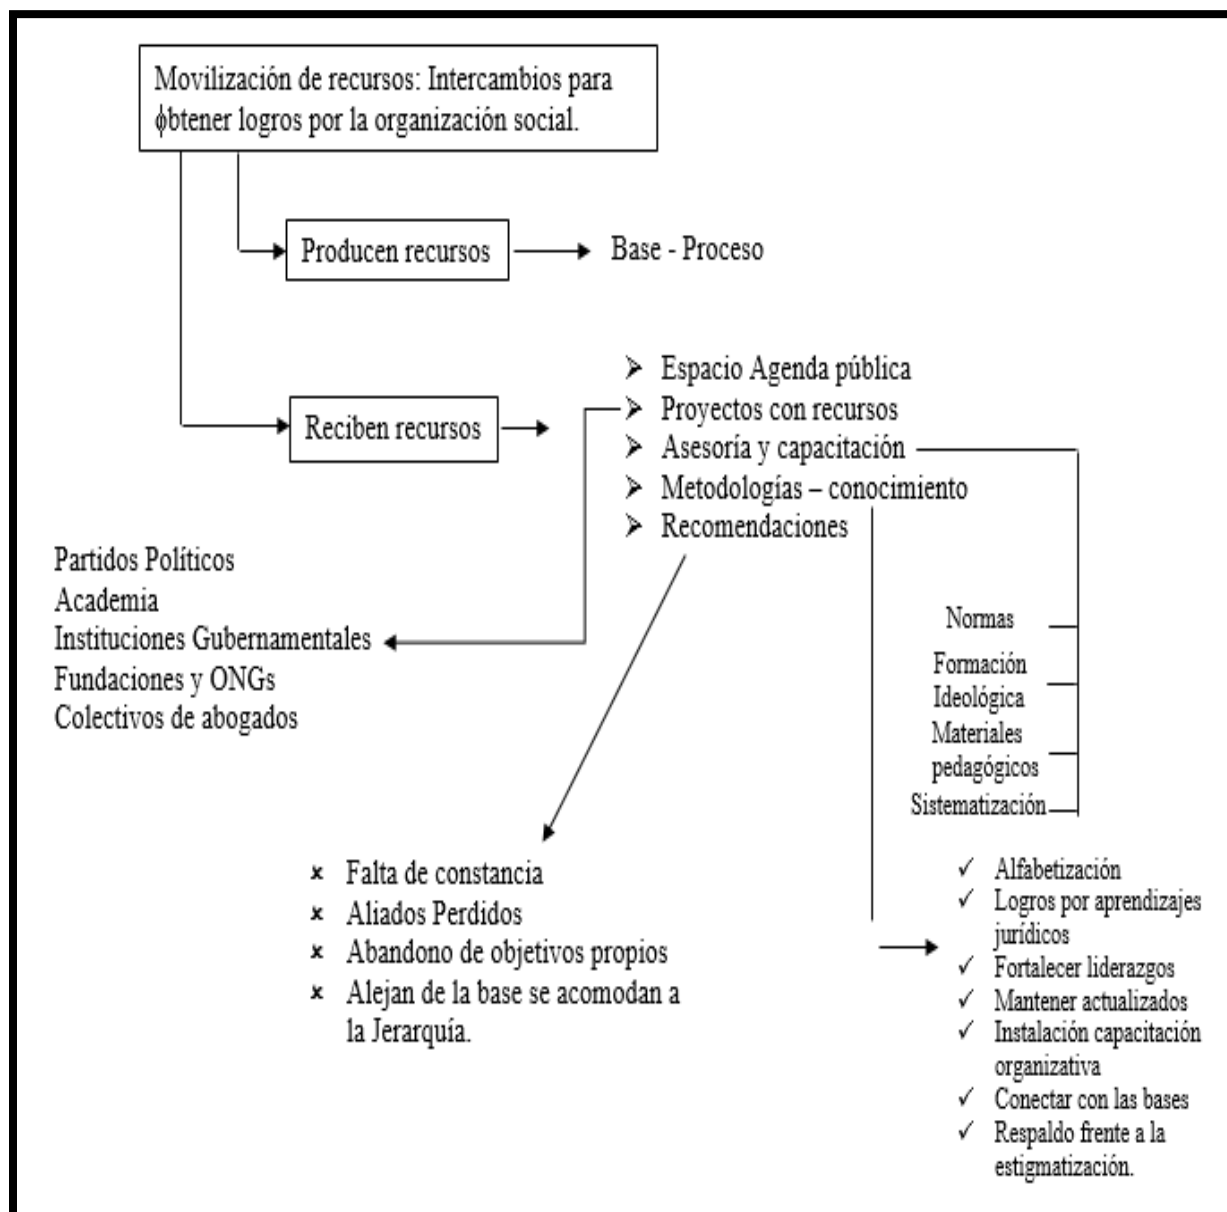 Movilización de recursos: Intercambios para
obtener logros por la organización social.
Producen recursos
Base - Proceso
Reciben recursos
➤ Espacio Agenda pública
➤ Proyectos con recursos
➤ Asesoría y capacitación
➤ Metodologías – conocimiento
➤ Recomendaciones
Partidos Políticos
Academia
Instituciones Gubernamentales
Fundaciones y ONGs
Colectivos de abogados
Normas
Formación
Ideológica
Materiales
pedagógicos
Sistematización
× Falta de constancia
× Aliados Perdidos
× Abandono de objetivos propios
× Alejan de la base se acomodan a
la Jerarquía.
✓ Alfabetización
✓ Logros por aprendizajes
jurídicos
✓ Fortalecer liderazgos
✓ Mantener actualizados
✓ Instalación capacitación
organizativa
✓ Conectar con las bases
✓ Respaldo frente a la
estigmatización.